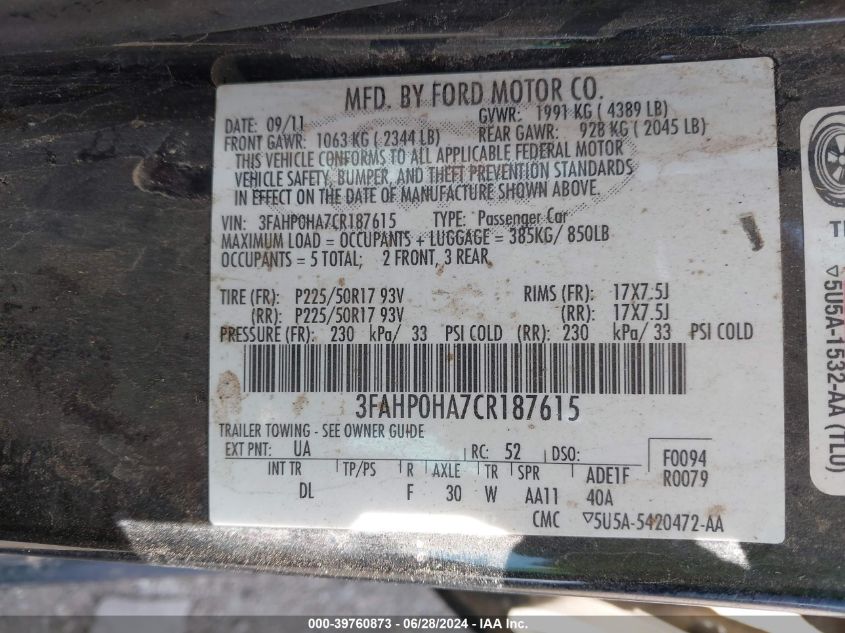 MFD. BY FORD MOTOR CO.
DATE: 09/11 GVWR: 1991 KG ( 4389 LB)
FRONT GAWR: 1063 KG ( 2344 LB) REAR GAWR: 928 KG ( 2045 LB)
THIS VEHICLE CONFORMS TO ALL APPLICABLE FEDERAL MOTOR
VEHICLE SAFETY, BUMPER, AND THEFT PREVENTION STANDARDS
IN EFFECT ON THE DATE OF MANUFACTURE SHOWN ABOVE.
VIN: 3FAHP0HA7CR187615 TYPE: Passenger Car
MAXIMUM LOAD = OCCUPANTS + LUGGAGE = 385KG/ 850LB
OCCUPANTS = 5 TOTAL; 2 FRONT, 3 REAR
TIRE (FR): P225/50R17 93V RIMS (FR): 17X7.5J
(RR): P225/50R17 93V (RR): 17X7.5J
PRESSURE (FR): 230 kPa/ 33 PSI COLD (RR): 230 kPa/ 33 PSI COLD
3FAHP0HA7CR187615
TRAILER TOWING - SEE OWNER GUIDE
EXT PNT: UA RC: 52 DSO: F0094
INT TR TP/PS R AXLE TR SPR ADE1F R0079
DL F 30 W AA11 40A
CMC ▽5U5A-5420472-AA
▽5U5A-1532-AA (TLU)
000-39760873 - 06/28/2024 - IAA Inc.